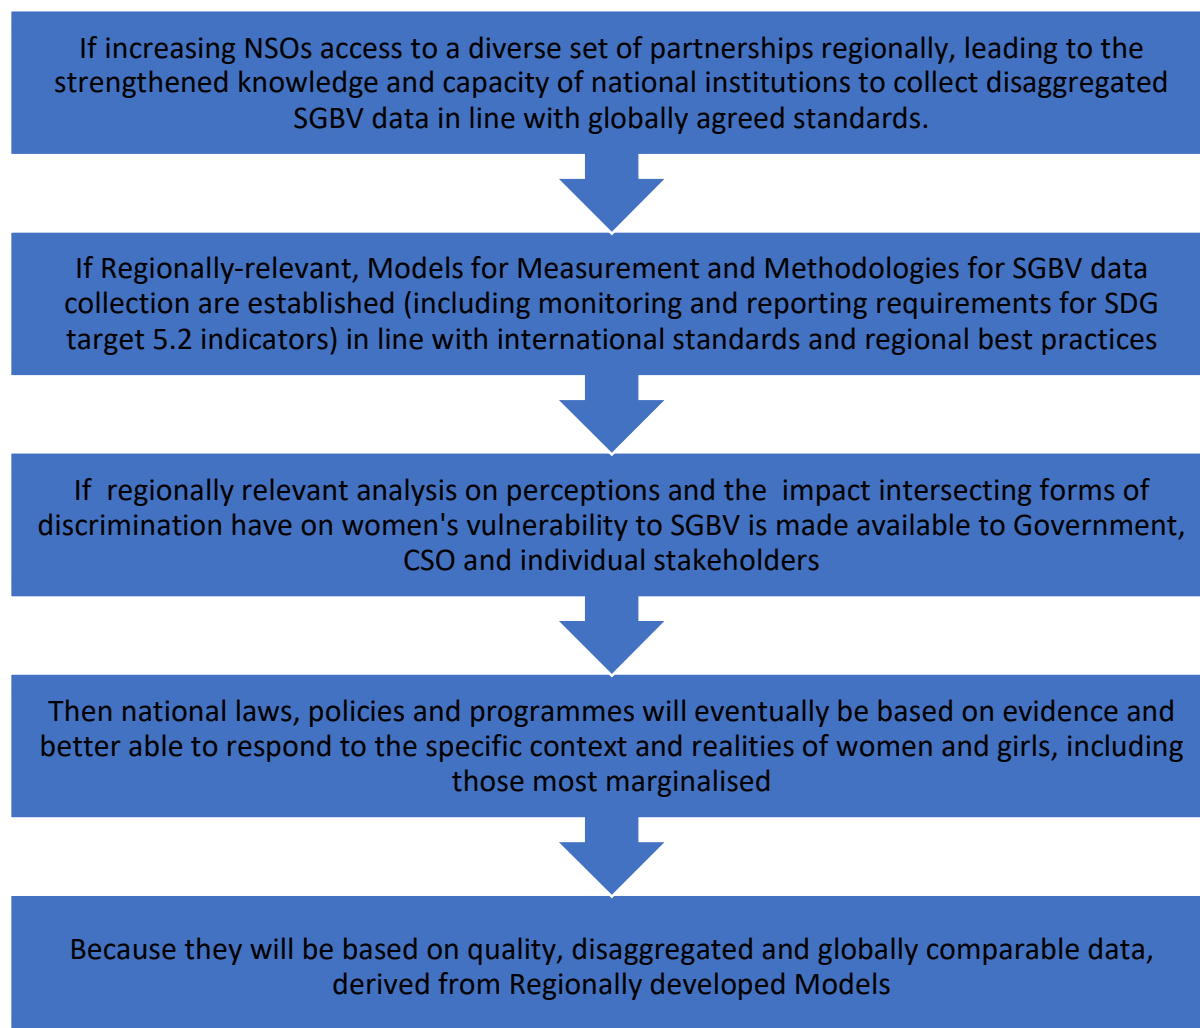 If increasing NSOs access to a diverse set of partnerships regionally, leading to the
strengthened knowledge and capacity of national institutions to collect disaggregated
SGBV data in line with globally agreed standards.
If Regionally-relevant, Models for Measurement and Methodologies for SGBV data
collection are established (including monitoring and reporting requirements for SDG
target 5.2 indicators) in line with international standards and regional best practices
If  regionally relevant analysis on perceptions and the  impact intersecting forms of
discrimination have on women's vulnerability to SGBV is made available to Government,
CSO and individual stakeholders
Then national laws, policies and programmes will eventually be based on evidence and
better able to respond to the specific context and realities of women and girls, including
those most marginalised
Because they will be based on quality, disaggregated and globally comparable data,
derived from Regionally developed Models